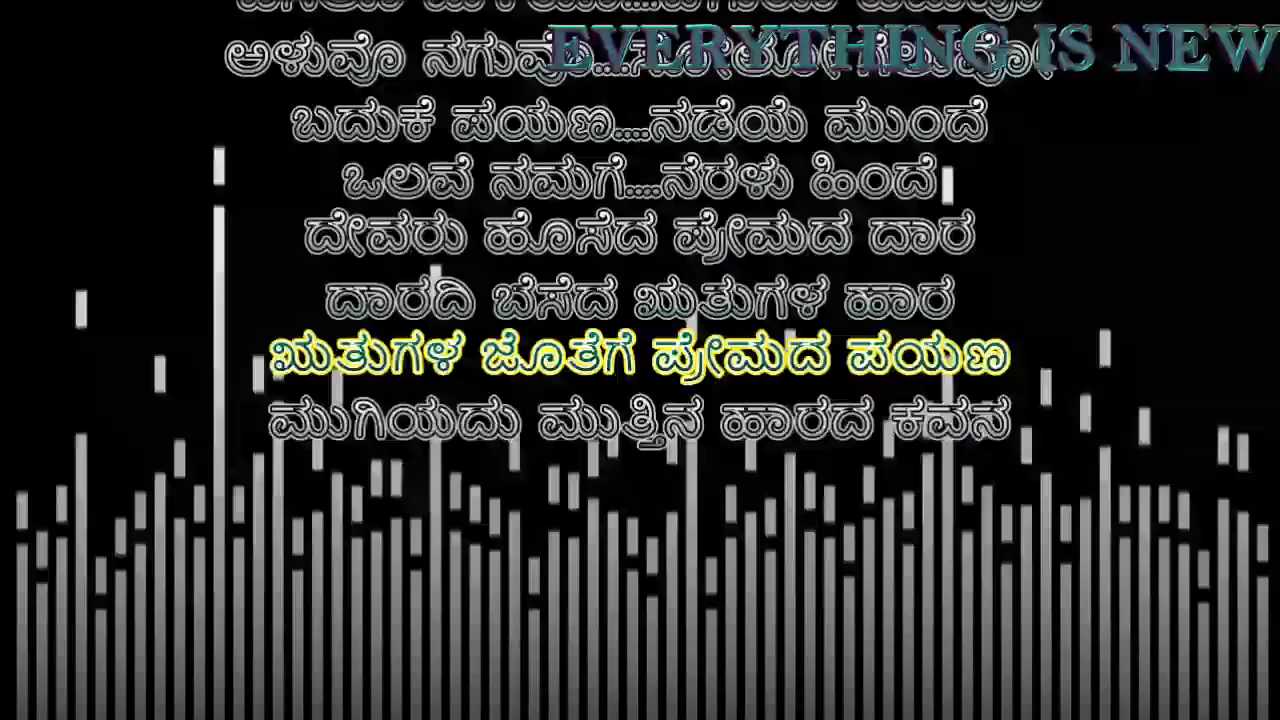 EVERYTHING IS NEW
ಅಳುವೊ ನಗುವೊ....
ಬದುಕೆ ಪಯಣ....ನಡೆಯೆ ಮುಂದೆ
ಒಲವೆ ನಮಗೆ....ನೆರಳು ಹಿಂದೆ
ದೇವರು ಹೊಸೆದ ಪ್ರೇಮದ ದಾರ
ದಾರದಿ ಬೆಸೆದ ಋತುಗಳ ಹಾರ
ಋತುಗಳ ಜೊತೆಗೆ ಪ್ರೇಮದ ಪಯಣ
ಮುಗಿಯದು ಮುತ್ತಿನ ಹಾರದ ಕವನ